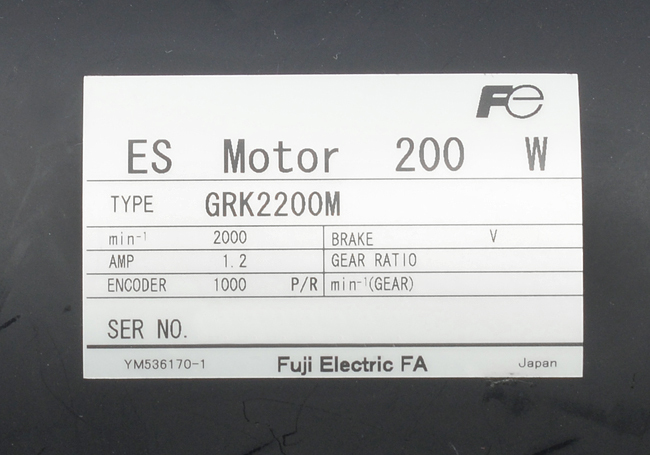 Fe
ES Motor 200 W
TYPE GRK2200M
min-1 2000 BRAKE V
AMP 1.2 GEAR RATIO
ENCODER 1000 P/R min-1(GEAR)
SER NO.
YM536170-1 Fuji Electric FA Japan